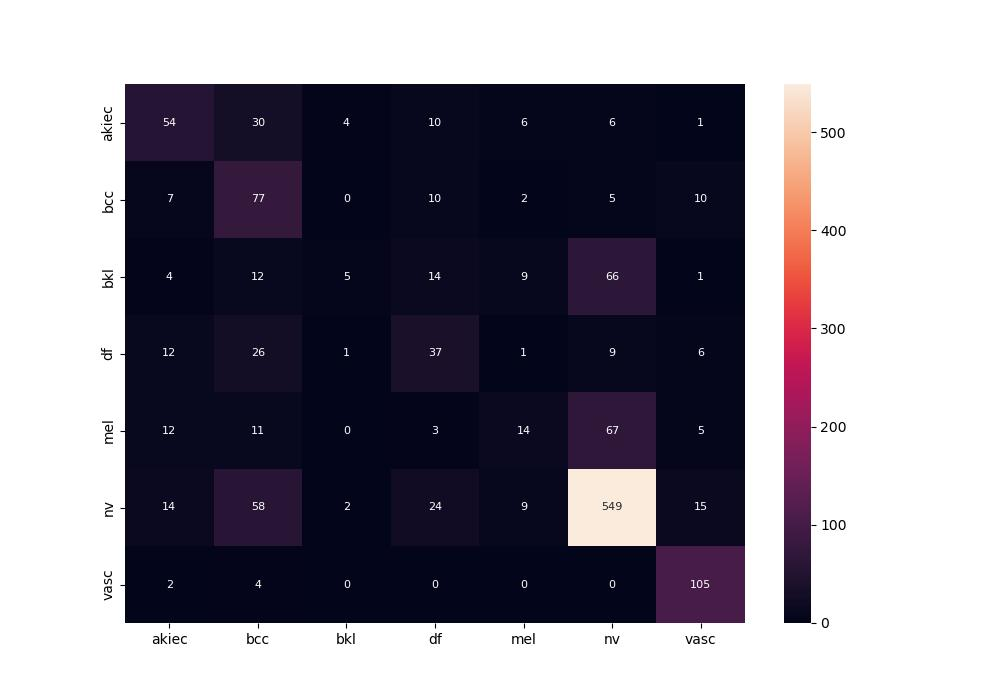 akiec 54 30 4 10 6 6 1
bcc 7 77 0 10 2 5 10
bkl 4 12 5 14 9 66 1
df 12 26 1 37 1 9 6
mel 12 11 0 3 14 67 5
nv 14 58 2 24 9 549 15
vasc 2 4 0 0 0 0 105
akiec bcc bkl df mel nv vasc
500
400
300
200
100
0